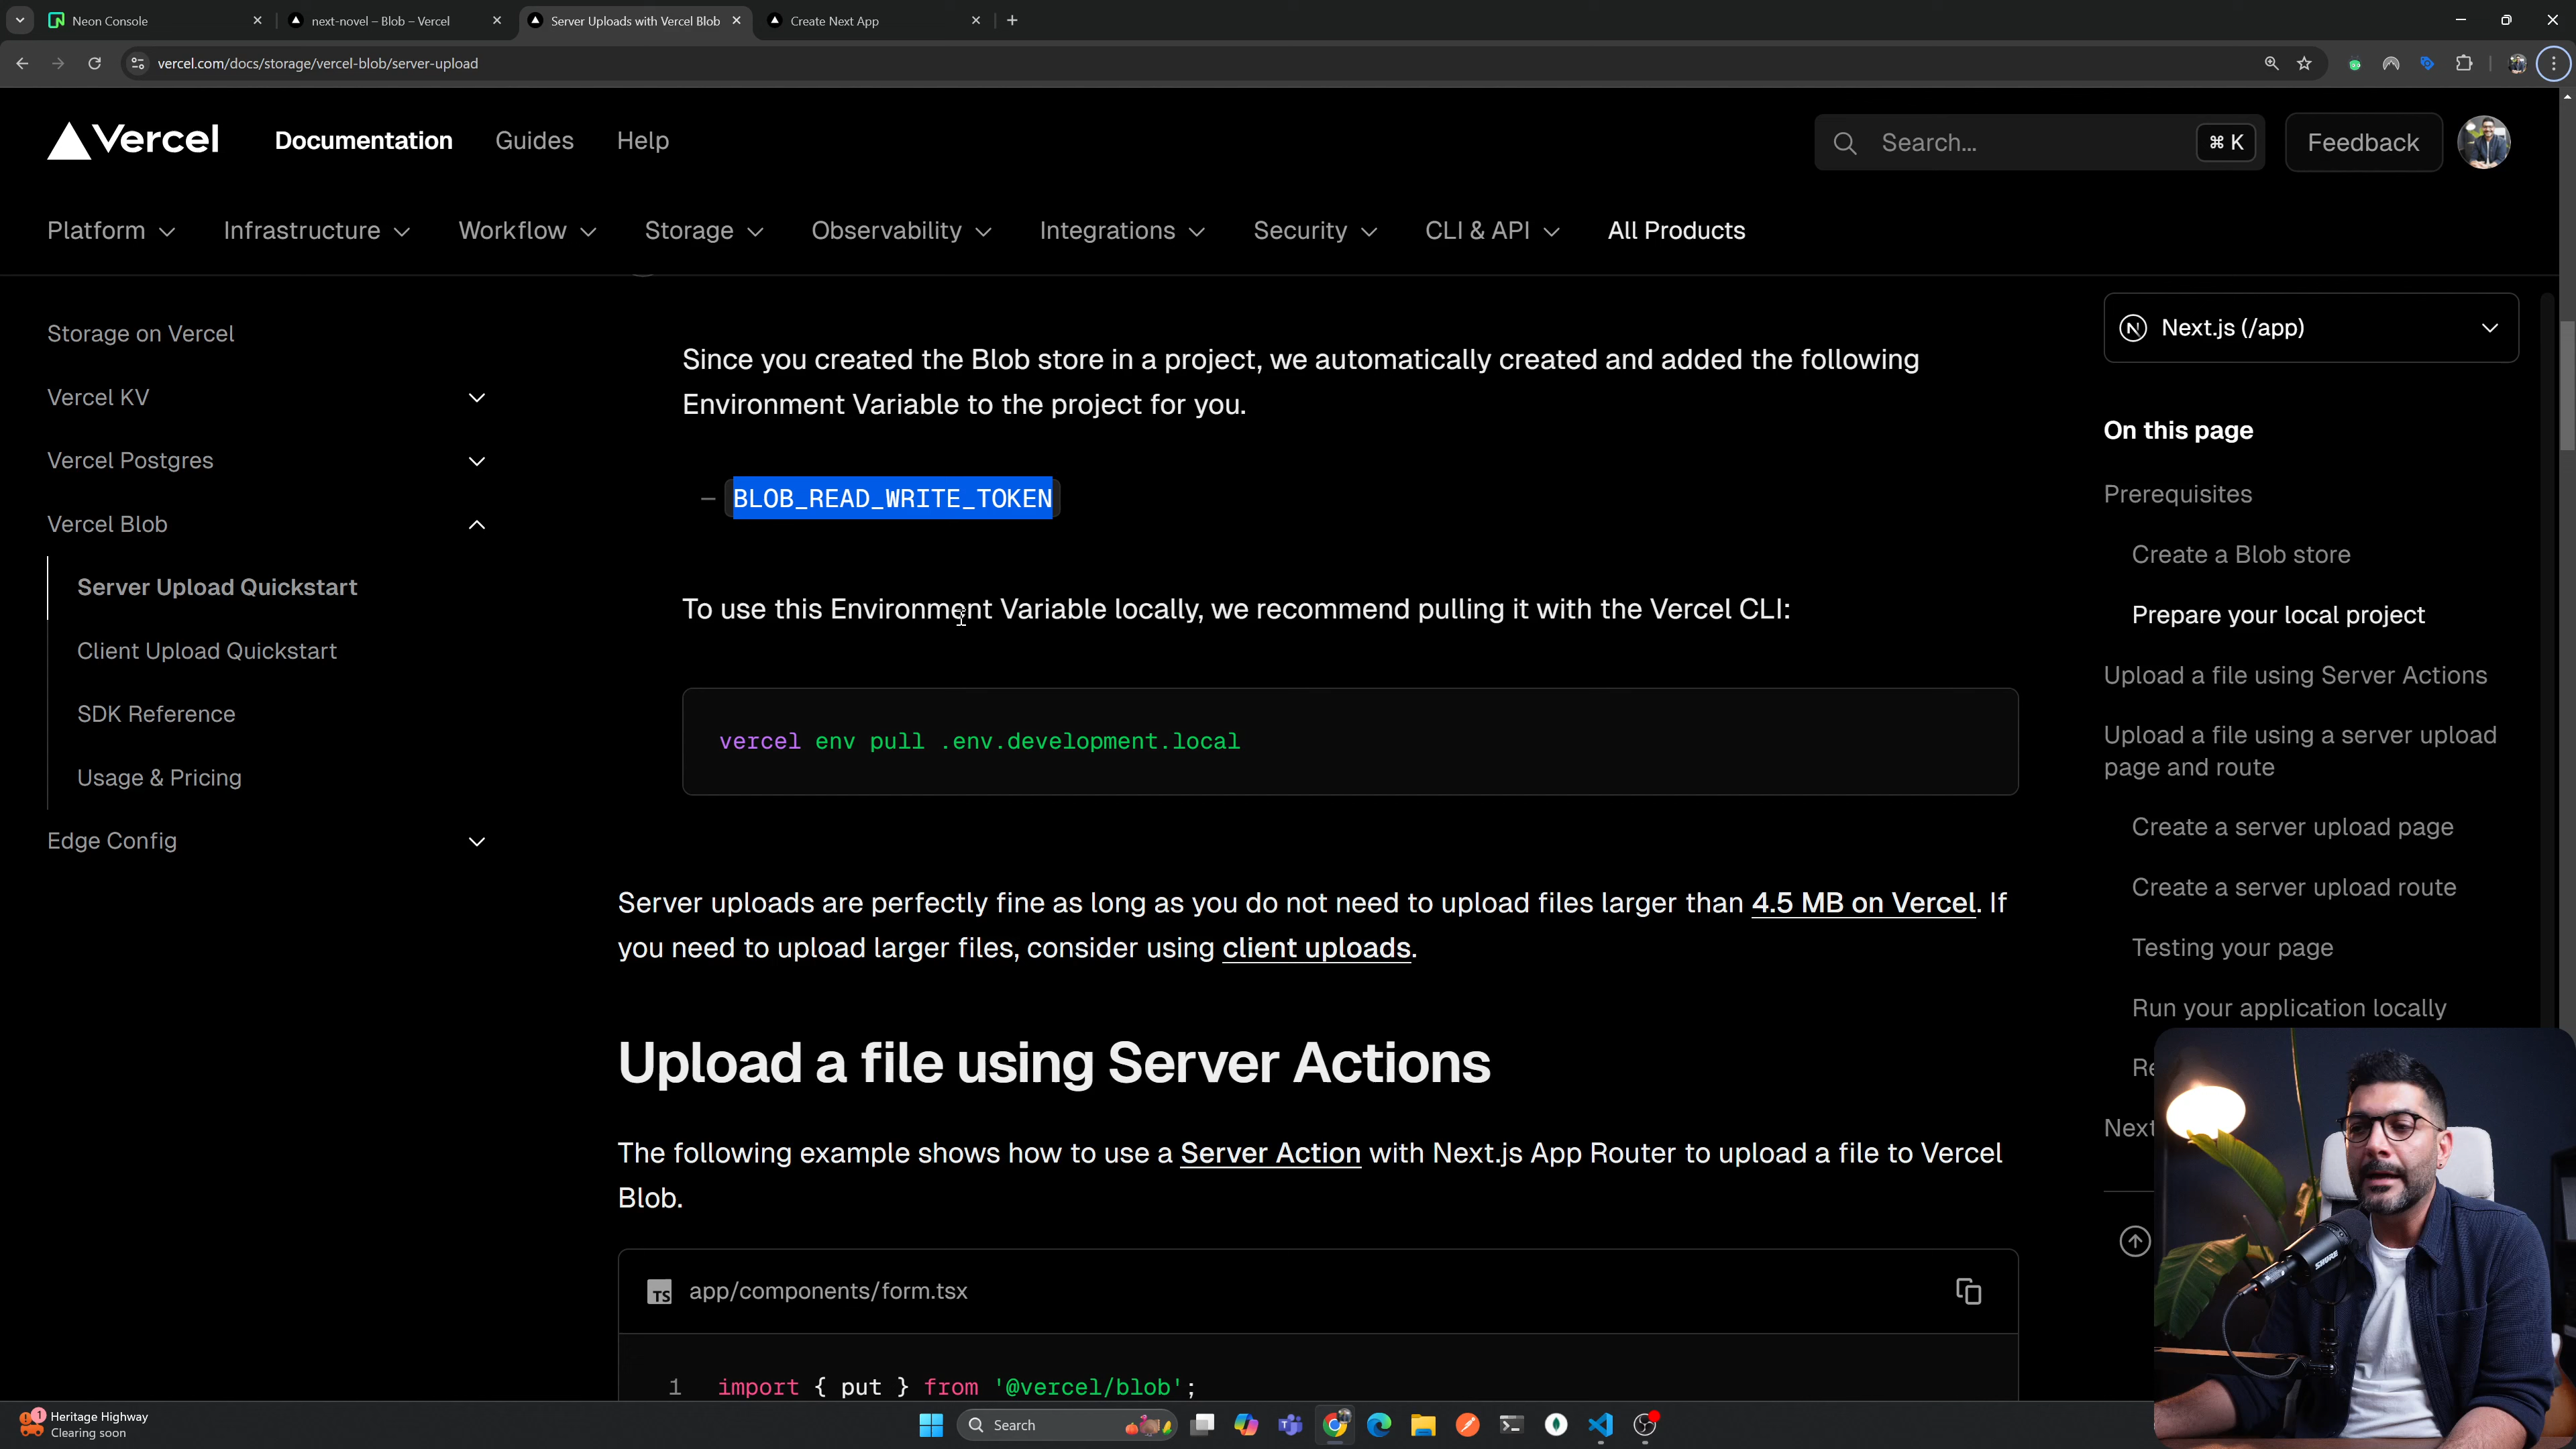 Neon Console
next-novel – Blob – Vercel
Server Uploads with Vercel Blob
Create Next App
vercel.com/docs/storage/vercel-blob/server-upload
Vercel
Documentation
Guides
Help
Search...
⌘ K
Feedback
Platform
Infrastructure
Workflow
Storage
Observability
Integrations
Security
CLI & API
All Products
Storage on Vercel
Vercel KV
Vercel Postgres
Vercel Blob
Server Upload Quickstart
Client Upload Quickstart
SDK Reference
Usage & Pricing
Edge Config
Since you created the Blob store in a project, we automatically created and added the following
Environment Variable to the project for you.
– BLOB_READ_WRITE_TOKEN
To use this Environment Variable locally, we recommend pulling it with the Vercel CLI:
vercel env pull .env.development.local
Server uploads are perfectly fine as long as you do not need to upload files larger than 4.5 MB on Vercel. If
you need to upload larger files, consider using client uploads.
Upload a file using Server Actions
The following example shows how to use a Server Action with Next.js App Router to upload a file to Vercel
Blob.
TS app/components/form.tsx
1 import { put } from '@vercel/blob';
N Next.js (/app)
On this page
Prerequisites
Create a Blob store
Prepare your local project
Upload a file using Server Actions
Upload a file using a server upload
page and route
Create a server upload page
Create a server upload route
Testing your page
Run your application locally
Re
Next
SHURE
1
Heritage Highway
Clearing soon
Search